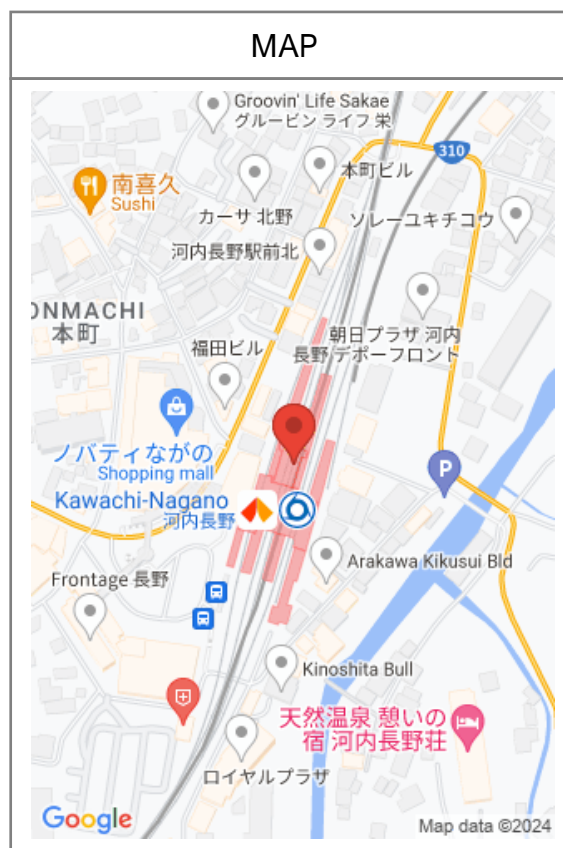 MAP
Groovin' Life Sakae
グルービン ライフ 栄
310
本町ビル
南喜久
Sushi
カーサ 北野
ソレーユキチコウ
河内長野駅前北
ONMACHI
本町
朝日プラザ 河内
長野 デポーフロント
福田ビル
ノバティながの
Shopping mall
P
Kawachi-Nagano
河内長野
Arakawa Kikusui Bld
Frontage 長野
Kinoshita Bull
天然温泉 憩いの
宿 河内長野荘
ロイヤルプラザ
Google
Map data ©2024